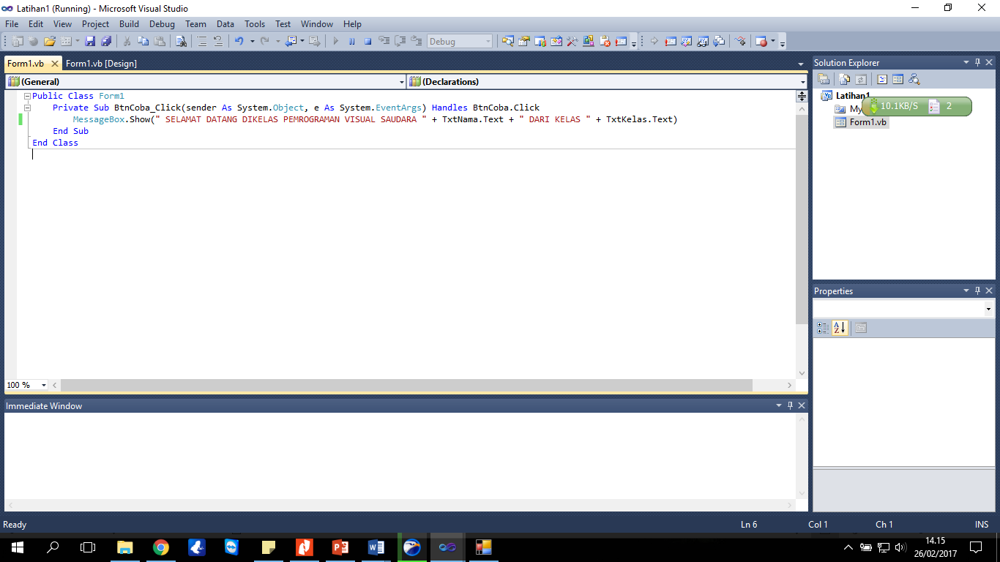 Latihan1 (Running) - Microsoft Visual Studio
File Edit View Project Build Debug Team Data Tools Test Window Help
Debug
Form1.vb Form1.vb [Design]
(General) (Declarations)
Public Class Form1
Private Sub BtnCoba_Click(sender As System.Object, e As System.EventArgs) Handles BtnCoba.Click
MessageBox.Show(" SELAMAT DATANG DIKELAS PEMROGRAMAN VISUAL SAUDARA " + TxtNama.Text + " DARI KELAS " + TxtKelas.Text)
End Sub
End Class
100 %
Immediate Window
Solution Explorer
Latihan1
My
10.1KB/S 2
Form1.vb
Properties
Ready Ln 6 Col 1 Ch 1 INS
14.15
26/02/2017